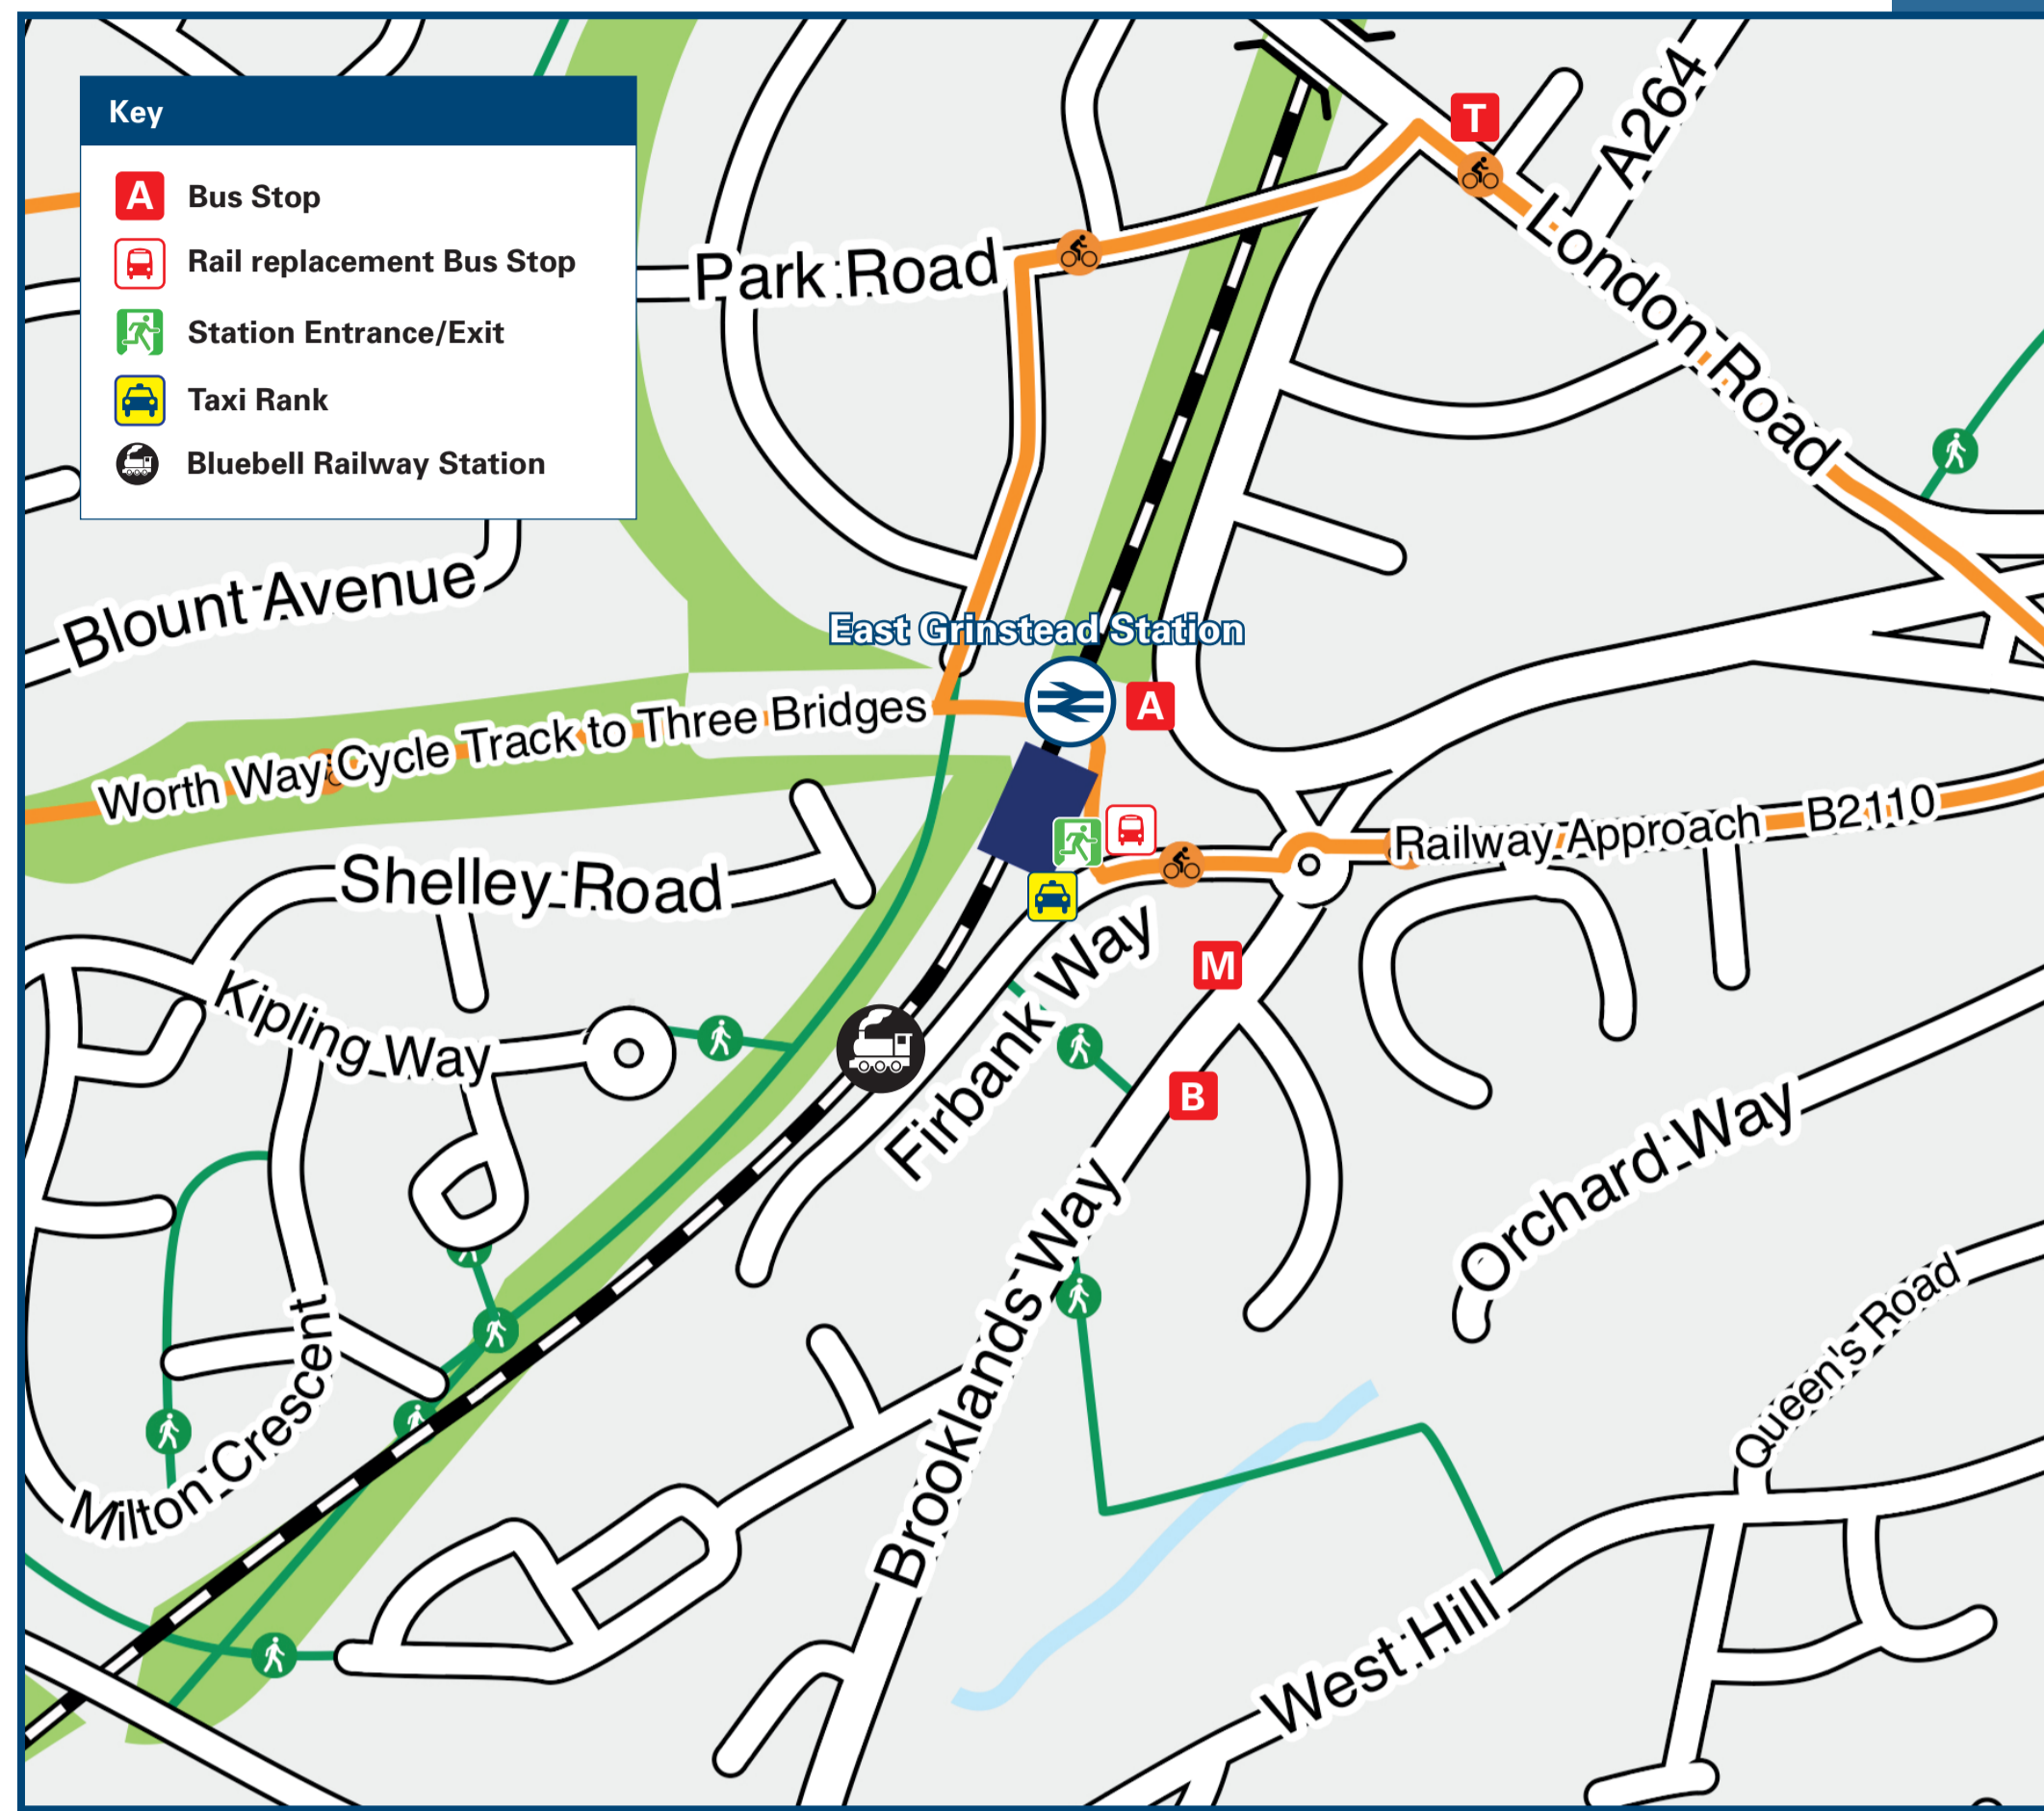 Key
A
Bus Stop
Rail replacement Bus Stop
Station Entrance/Exit
Taxi Rank
Bluebell Railway Station
T
A264
London Road
Park Road
Blount Avenue
East Grinstead Station
A
Worth Way Cycle Track to Three Bridges
Railway Approach
B2110
Shelley Road
Kipling Way
Firbank Way
M
B
Orchard Way
Brooklands Way
Queen's Road
Milton Crescent
West Hill